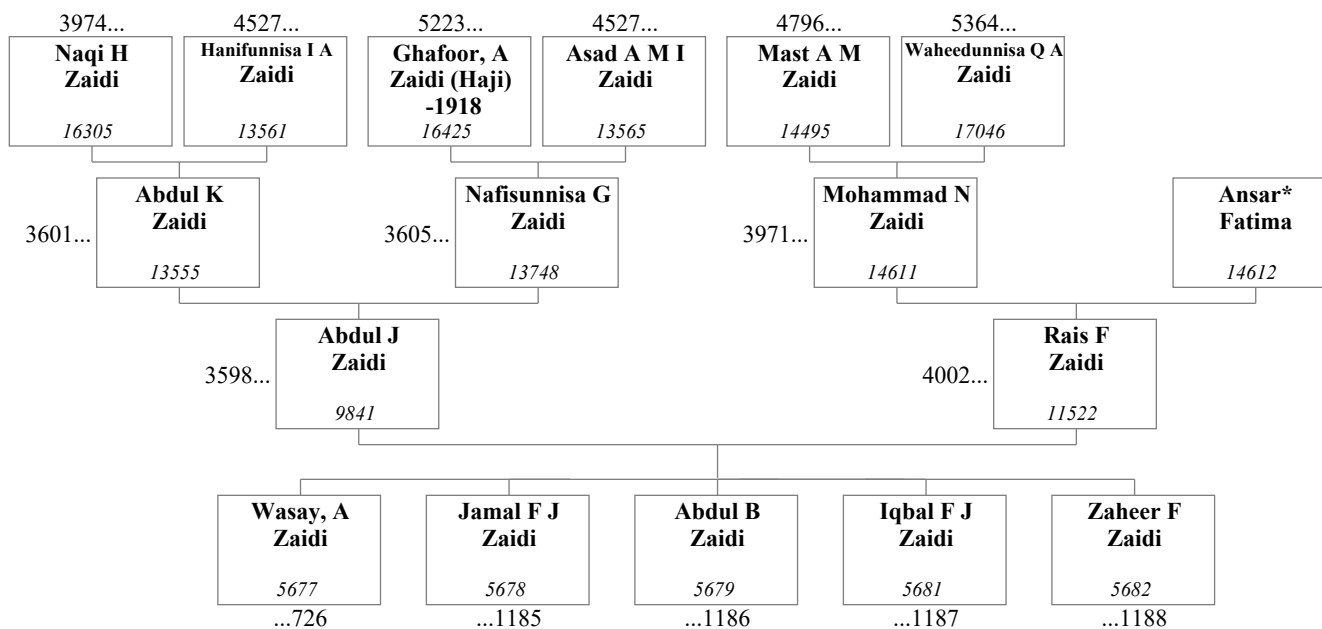 3974... 4527... 5223... 4527... 4796... 5364...
Naqi H Hanifunnisa I A Ghafoor, A Asad A M I Mast A M Waheedunnisa Q A
Zaidi Zaidi Zaidi (Haji) Zaidi Zaidi Zaidi
-1918
16305 13561 16425 13565 14495 17046
Abdul K Nafisunnisa G Mohammad N Ansar*
Zaidi Zaidi Zaidi Fatima
3601... 3605... 3971...
13555 13748 14611 14612
Abdul J Rais F
Zaidi Zaidi
3598... 4002...
9841 11522
Wasay, A Jamal F J Abdul B Iqbal F J Zaheer F
Zaidi Zaidi Zaidi Zaidi Zaidi
5677 5678 5679 5681 5682
...726 ...1185 ...1186 ...1187 ...1188